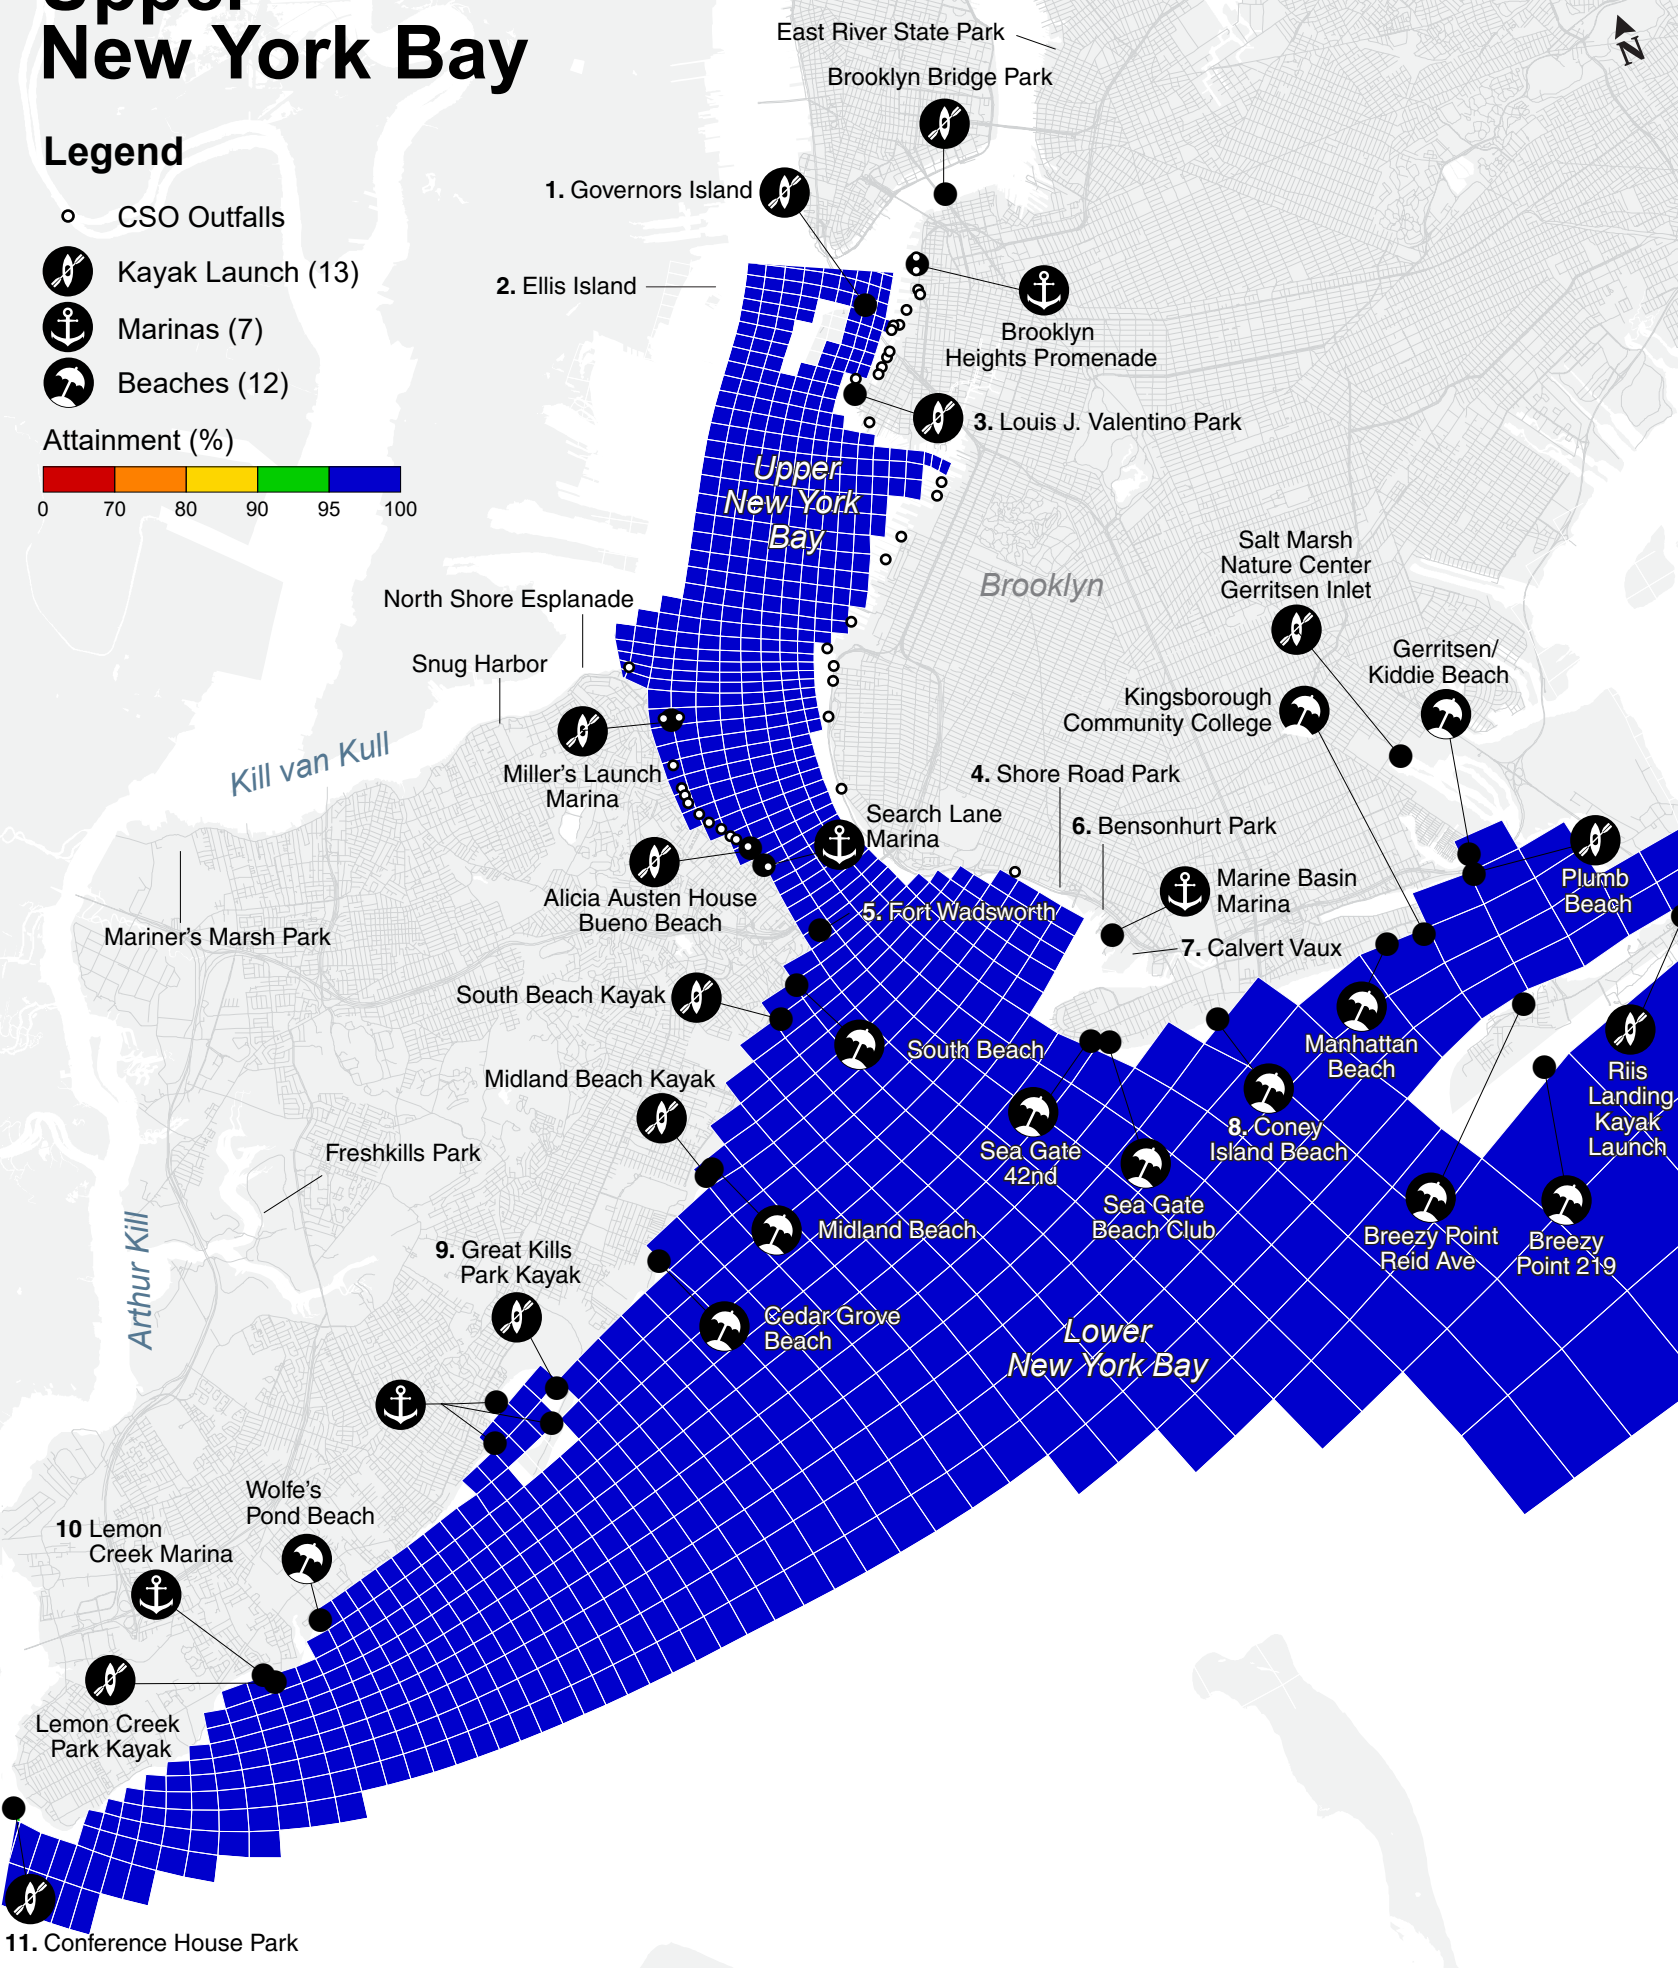 Upper
New York Bay
Legend
CSO Outfalls
Kayak Launch (13)
Marinas (7)
Beaches (12)
Attainment (%)
0 70 80 90 95 100
N
East River State Park
Brooklyn Bridge Park
1. Governors Island
2. Ellis Island
Brooklyn
Heights Promenade
3. Louis J. Valentino Park
Upper
New York
Bay
Brooklyn
Salt Marsh
Nature Center
Gerritsen Inlet
Gerritsen/
Kiddie Beach
Kingsborough
Community College
North Shore Esplanade
Snug Harbor
Kill van Kull
Miller's Launch
Marina
4. Shore Road Park
Search Lane
Marina
6. Bensonhurt Park
Alicia Austen House
Bueno Beach
Marine Basin
Marina
Plumb
Beach
5. Fort Wadsworth
7. Calvert Vaux
Mariner's Marsh Park
South Beach Kayak
South Beach
Manhattan
Beach
Riis
Landing
Kayak
Launch
Midland Beach Kayak
8. Coney
Island Beach
Sea Gate
42nd
Sea Gate
Beach Club
Freshkills Park
Arthur Kill
Midland Beach
Breezy Point
Reid Ave
Breezy
Point 219
9. Great Kills
Park Kayak
Cedar Grove
Beach
Lower
New York Bay
Wolfe's
Pond Beach
10 Lemon
Creek Marina
Lemon Creek
Park Kayak
11. Conference House Park